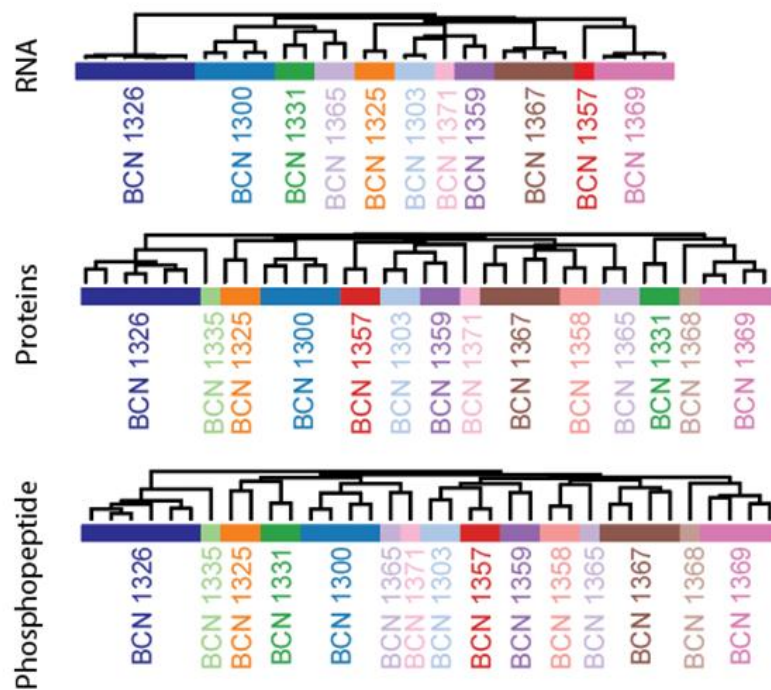 RNA
BCN 1326
BCN 1300
BCN 1331
BCN 1365
BCN 1325
BCN 1303
BCN 1371
BCN 1359
BCN 1367
BCN 1357
BCN 1369
Proteins
BCN 1326
BCN 1335
BCN 1325
BCN 1300
BCN 1357
BCN 1303
BCN 1359
BCN 1371
BCN 1367
BCN 1358
BCN 1365
BCN 1331
BCN 1368
BCN 1369
Phosphopeptide
BCN 1326
BCN 1335
BCN 1325
BCN 1331
BCN 1300
BCN 1365
BCN 1371
BCN 1303
BCN 1357
BCN 1359
BCN 1358
BCN 1365
BCN 1367
BCN 1368
BCN 1369